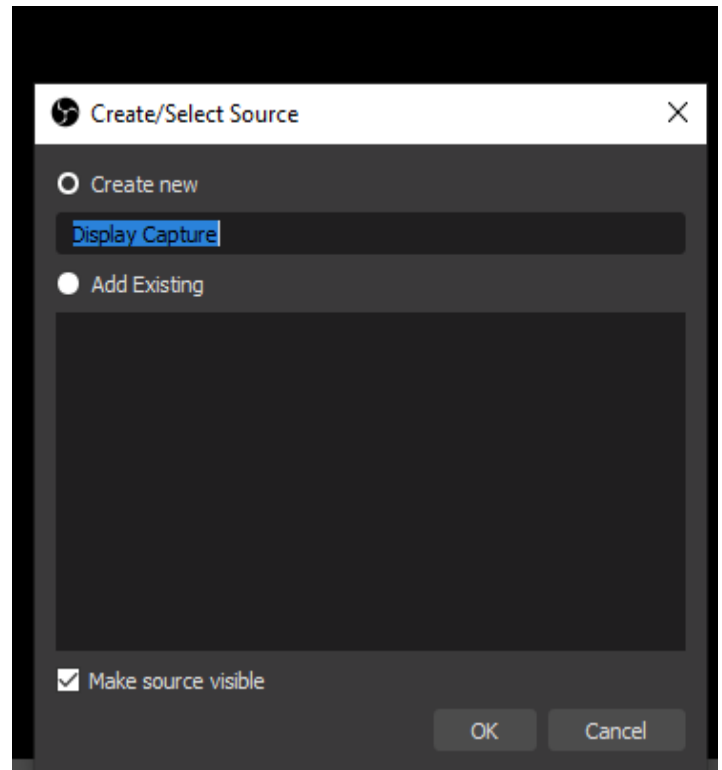 Create/Select Source
Create new
Display Capture
Add Existing
Make source visible
OK Cancel